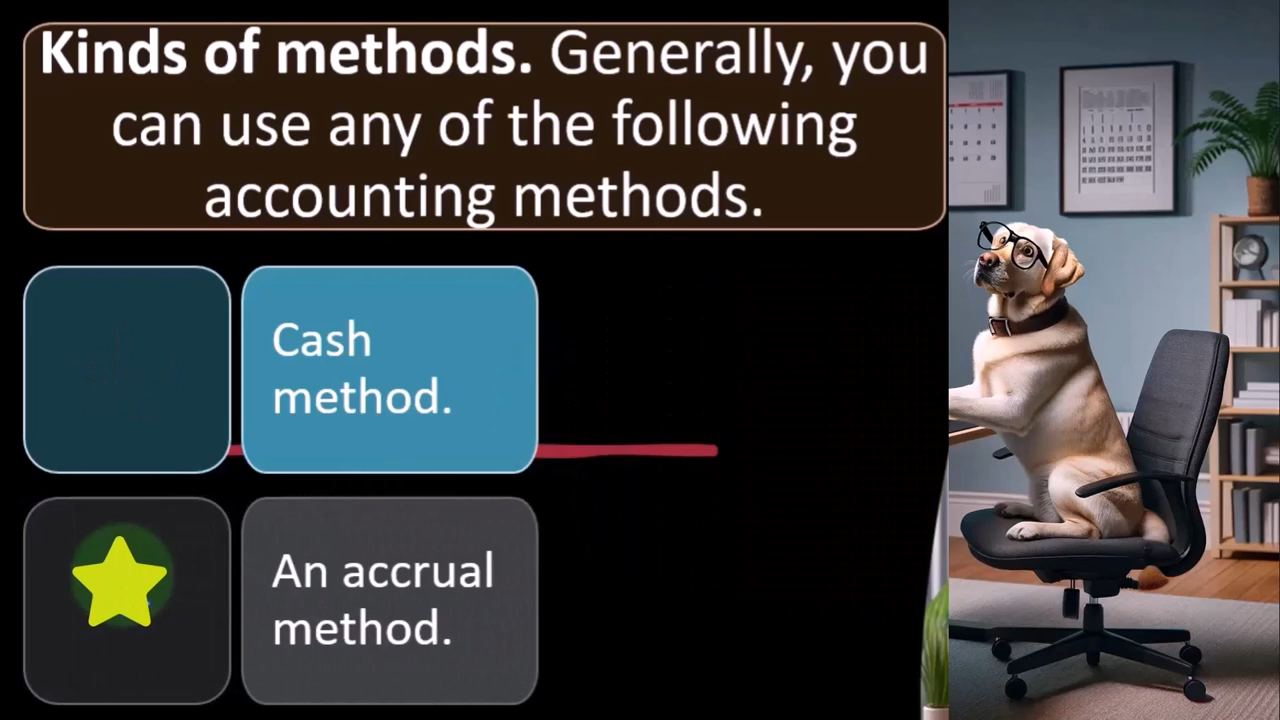 Kinds of methods. Generally, you
can use any of the following
accounting methods.
Cash
method.
An accrual
method.